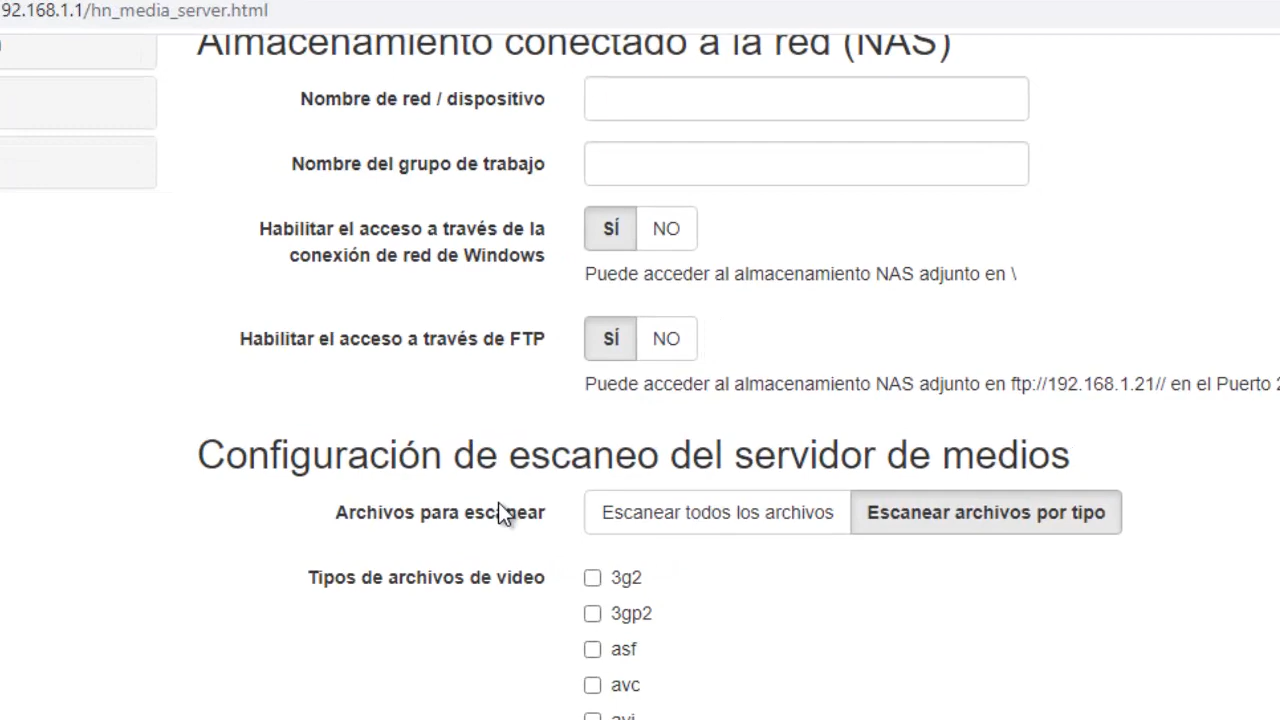 92.168.1.1/hn_media_server.html
Almacenamiento conectado a la red (NAS)
Nombre de red / dispositivo
Nombre del grupo de trabajo
Habilitar el acceso a través de la
conexión de red de Windows
SÍ NO
Puede acceder al almacenamiento NAS adjunto en \
Habilitar el acceso a través de FTP
SÍ NO
Puede acceder al almacenamiento NAS adjunto en ftp://192.168.1.21// en el Puerto 2
Configuración de escaneo del servidor de medios
Archivos para escanear
Escanear todos los archivos Escanear archivos por tipo
Tipos de archivos de video
3g2
3gp2
asf
avc
avi